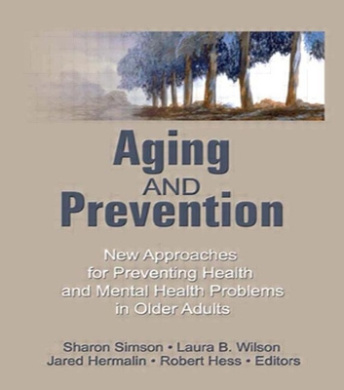 Aging
AND
Prevention
New Approaches
for Preventing Health
and Mental Health Problems
in Older Adults
Sharon Simson • Laura B. Wilson
Jared Hermalin • Robert Hess • Editors